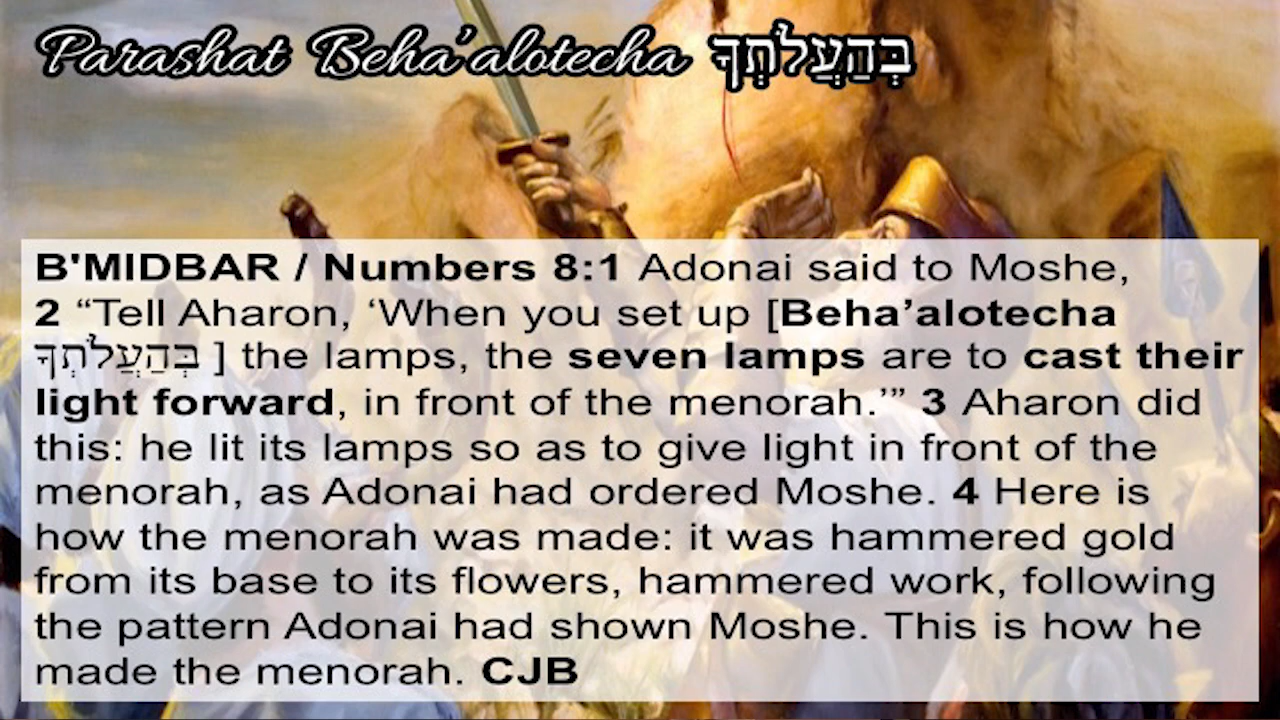 Parashat Beha’alotecha בְּהַעֲלֹתְךָ
B'MIDBAR / Numbers 8:1 Adonai said to Moshe,
2 “Tell Aharon, ‘When you set up [Beha’alotecha
בְּהַעֲלֹתְךָ ] the lamps, the seven lamps are to cast their
light forward, in front of the menorah.’” 3 Aharon did
this: he lit its lamps so as to give light in front of the
menorah, as Adonai had ordered Moshe. 4 Here is
how the menorah was made: it was hammered gold
from its base to its flowers, hammered work, following
the pattern Adonai had shown Moshe. This is how he
made the menorah. CJB